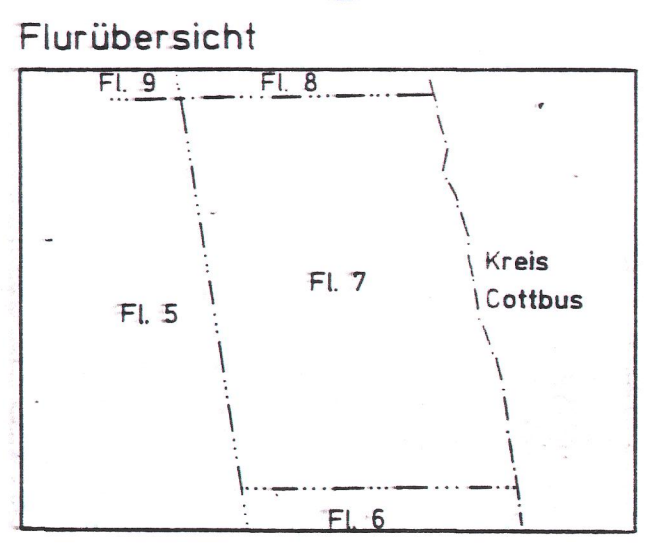 Flurübersicht
Fl. 9 Fl. 8
Kreis
Fl. 7
Cottbus
Fl. 5
Fl. 6